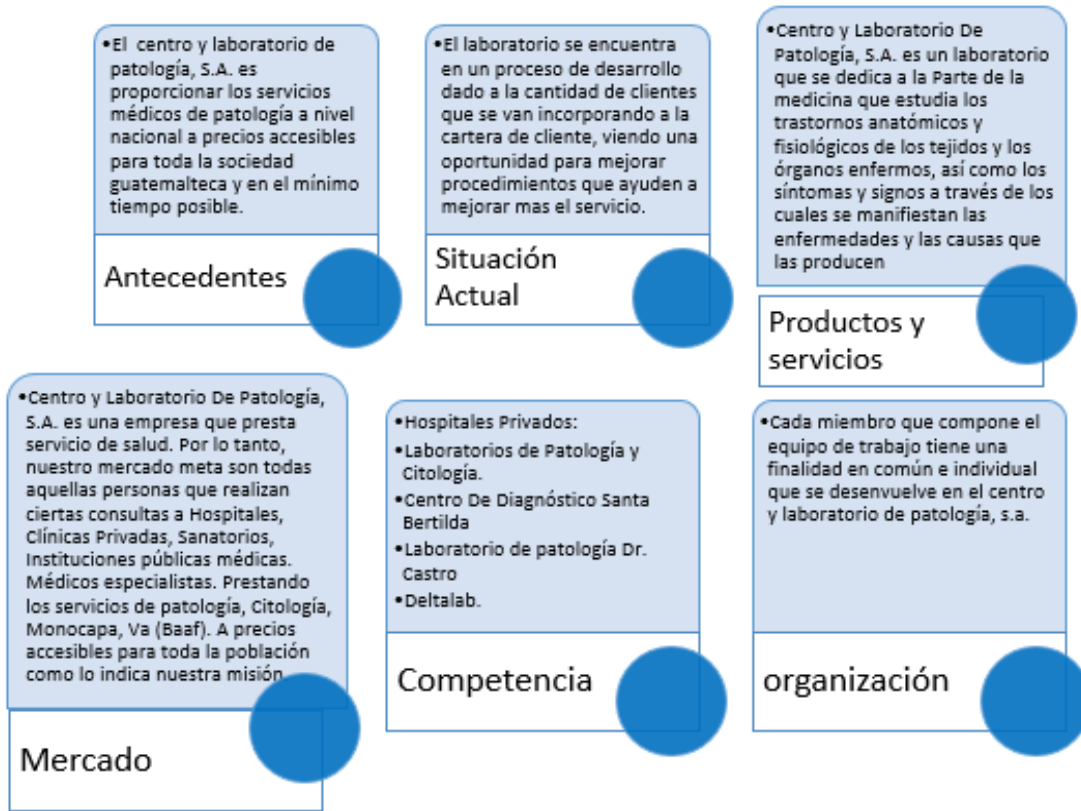 •El centro y laboratorio de
patología, S.A. es
proporcionar los servicios
médicos de patología a nivel
nacional a precios accesibles
para toda la sociedad
guatemalteca y en el mínimo
tiempo posible.
Antecedentes
•El laboratorio se encuentra
en un proceso de desarrollo
dado a la cantidad de clientes
que se van incorporando a la
cartera de cliente, viendo una
oportunidad para mejorar
procedimientos que ayuden a
mejorar mas el servicio.
Situación
Actual
•Centro y Laboratorio De
Patología, S.A. es un laboratorio
que se dedica a la Parte de la
medicina que estudia los
trastornos anatómicos y
fisiológicos de los tejidos y los
órganos enfermos, así como los
síntomas y signos a través de los
cuales se manifiestan las
enfermedades y las causas que
las producen
Productos y
servicios
•Centro y Laboratorio De Patología,
S.A. es una empresa que presta
servicio de salud. Por lo tanto,
nuestro mercado meta son todas
aquellas personas que realizan
ciertas consultas a Hospitales,
Clínicas Privadas, Sanatorios,
Instituciones públicas médicas.
Médicos especialistas. Prestando
los servicios de patología, Citología,
Monocapa, Va (Baaf). A precios
accesibles para toda la población
como lo indica nuestra misión
Mercado
•Hospitales Privados:
•Laboratorios de Patología y
Citología.
•Centro De Diagnóstico Santa
Bertilda
•Laboratorio de patología Dr.
Castro
•Deltalab.
Competencia
•Cada miembro que compone el
equipo de trabajo tiene una
finalidad en común e individual
que se desenvuelve en el centro
y laboratorio de patología, s.a.
organización